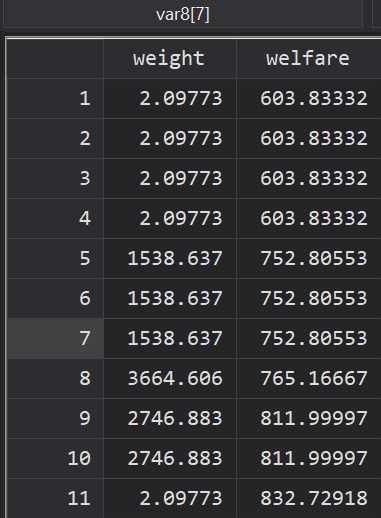 var8[7]
weight welfare
1 2.09773 603.83332
2 2.09773 603.83332
3 2.09773 603.83332
4 2.09773 603.83332
5 1538.637 752.80553
6 1538.637 752.80553
7 1538.637 752.80553
8 3664.606 765.16667
9 2746.883 811.99997
10 2746.883 811.99997
11 2.09773 832.72918